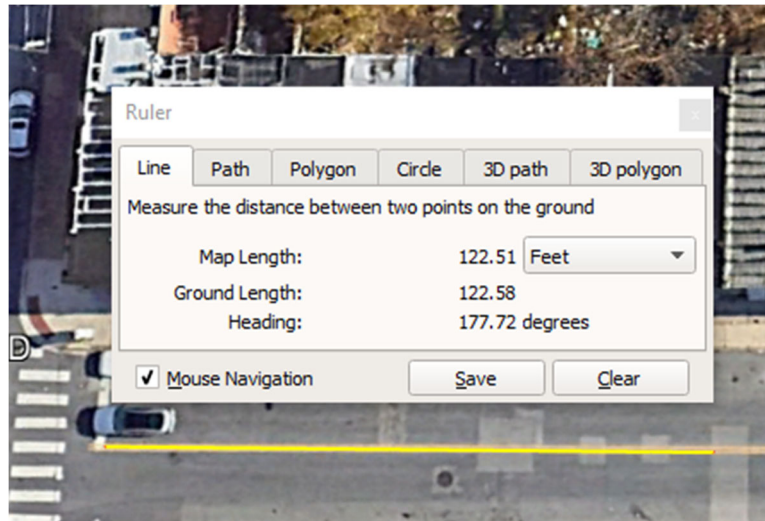 Ruler
x
Line Path Polygon Circle 3D path 3D polygon
Measure the distance between two points on the ground
Map Length: 122.51 Feet
Ground Length: 122.58
Heading: 177.72 degrees
Mouse Navigation Save Clear
D